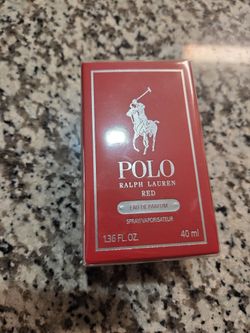 POLO
RALPH LAUREN
RED
EAU DE PARFUM
SPRAY/VAPORISATEUR
1.36 FL. OZ. 40 ml